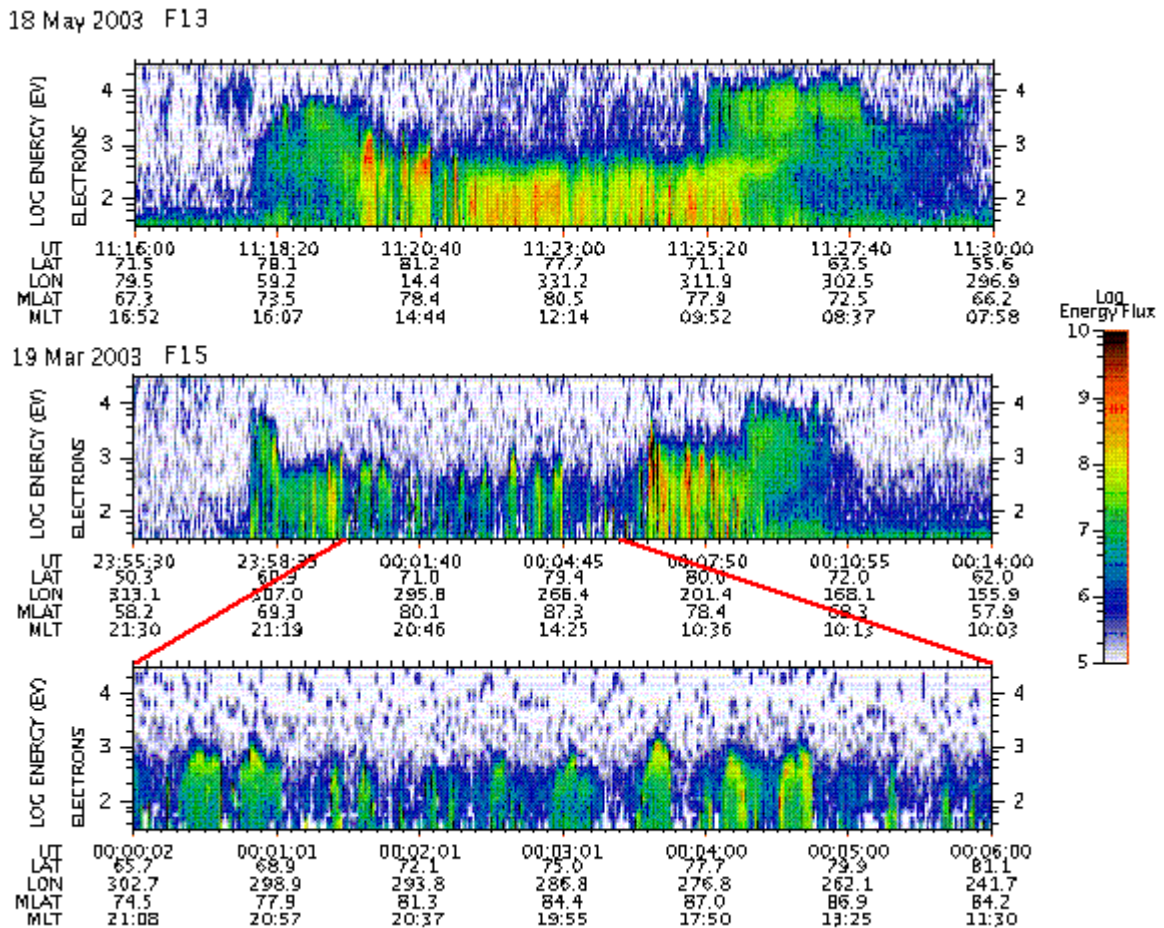 18 May 2003 F13
LOG ENERGY (EV)
ELECTRONS
4 4
3 3
2 2
UT 11:16:00 11:18:20 11:20:40 11:23:00 11:25:20 11:27:40 11:30:00
LAT 71.5 78.1 81.2 77.7 71.1 63.5 55.6
LON 79.5 59.2 14.4 331.2 311.9 302.5 296.9
MLAT 67.3 73.5 78.4 80.5 77.9 72.5 66.2
MLT 16:52 16:07 14:44 12:14 09:52 08:37 07:58
Log
Energy Flux
10
9
8
7
6
5
19 Mar 2003 F15
LOG ENERGY (EV)
ELECTRONS
4 4
3 3
2 2
UT 23:55:30 00:01:40 00:04:45 00:07:50 00:10:55 00:14:00
LAT 50.3 60.9 71.0 79.4 80.0 72.0 62.0
LON 313.1 307.0 295.8 266.4 201.4 168.1 155.9
MLAT 58.2 69.3 80.1 87.3 78.4 68.3 57.9
MLT 21:30 21:19 20:46 14:25 10:36 10:13 10:03
LOG ENERGY (EV)
ELECTRONS
4 4
3 3
2 2
UT 00:00:02 00:01:01 00:02:01 00:03:01 00:04:00 00:05:00 00:06:00
LAT 65.7 68.9 72.1 75.0 77.7 79.9 81.1
LON 302.7 298.9 293.8 286.8 276.8 262.1 241.7
MLAT 74.5 77.9 81.3 84.4 87.0 86.9 84.2
MLT 21:08 20:57 20:37 19:55 17:50 13:25 11:30